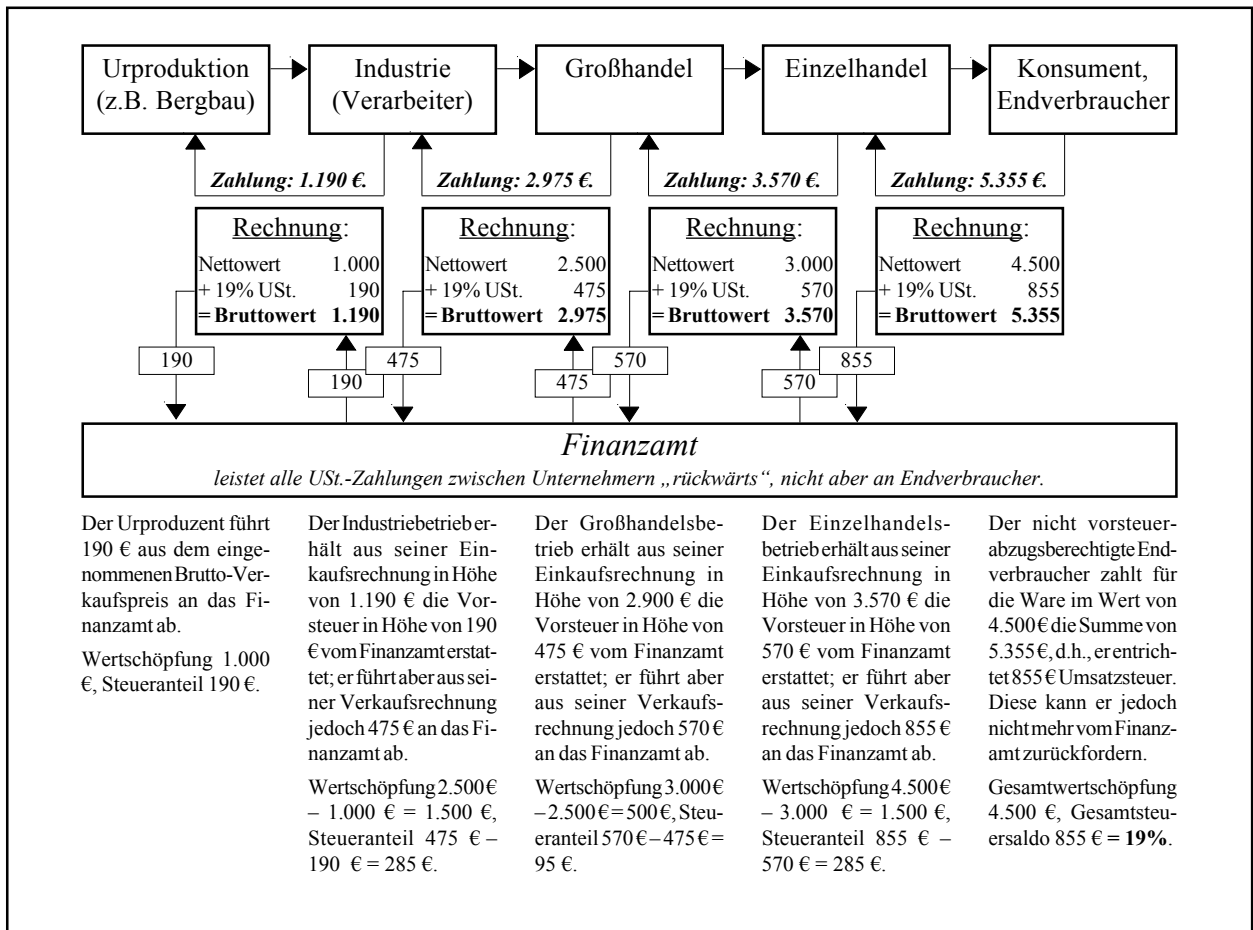 Urproduktion
(z.B. Bergbau)
Industrie
(Verarbeiter)
Großhandel
Einzelhandel
Konsument,
Endverbraucher
Zahlung: 1.190 €.
Zahlung: 2.975 €.
Zahlung: 3.570 €.
Zahlung: 5.355 €.
Rechnung:
Nettowert 1.000
+ 19% USt. 190
= Bruttowert 1.190
Rechnung:
Nettowert 2.500
+ 19% USt. 475
= Bruttowert 2.975
Rechnung:
Nettowert 3.000
+ 19% USt. 570
= Bruttowert 3.570
Rechnung:
Nettowert 4.500
+ 19% USt. 855
= Bruttowert 5.355
190
190
475
475
570
570
855
Finanzamt
leistet alle USt.-Zahlungen zwischen Unternehmern „rückwärts“, nicht aber an Endverbraucher.
Der Urproduzent führt
190 € aus dem einge-
nommenen Brutto-Ver-
kaufspreis an das Fi-
nanzamt ab.
Wertschöpfung 1.000
€, Steueranteil 190 €.
Der Industriebetrieb er-
hält aus seiner Ein-
kaufsrechnung in Höhe
von 1.190 € die Vor-
steuer in Höhe von 190
€ vom Finanzamt erstat-
tet; er führt aber aus sei-
ner Verkaufsrechnung
jedoch 475 € an das Fi-
nanzamt ab.
Wertschöpfung 2.500 €
– 1.000 € = 1.500 €,
Steueranteil 475 € –
190 € = 285 €.
Der Großhandelsbe-
trieb erhält aus seiner
Einkaufsrechnung in
Höhe von 2.900 € die
Vorsteuer in Höhe von
475 € vom Finanzamt
erstattet; er führt aber
aus seiner Verkaufs-
rechnung jedoch 570 €
an das Finanzamt ab.
Wertschöpfung 3.000 €
– 2.500 € = 500 €, Steu-
eranteil 570 € – 475 € =
95 €.
Der Einzelhandels-
betrieb erhält aus seiner
Einkaufsrechnung in
Höhe von 3.570 € die
Vorsteuer in Höhe von
570 € vom Finanzamt
erstattet; er führt aber
aus seiner Verkaufs-
rechnung jedoch 855 €
an das Finanzamt ab.
Wertschöpfung 4.500 €
– 3.000 € = 1.500 €,
Steueranteil 855 € –
570 € = 285 €.
Der nicht vorsteuer-
abzugsberechtigte End-
verbraucher zahlt für
die Ware im Wert von
4.500 € die Summe von
5.355 €, d.h., er entrich-
tet 855 € Umsatzsteuer.
Diese kann er jedoch
nicht mehr vom Finanz-
amt zurückfordern.
Gesamtwertschöpfung
4.500 €, Gesamtsteu-
ersaldo 855 € = 19%.